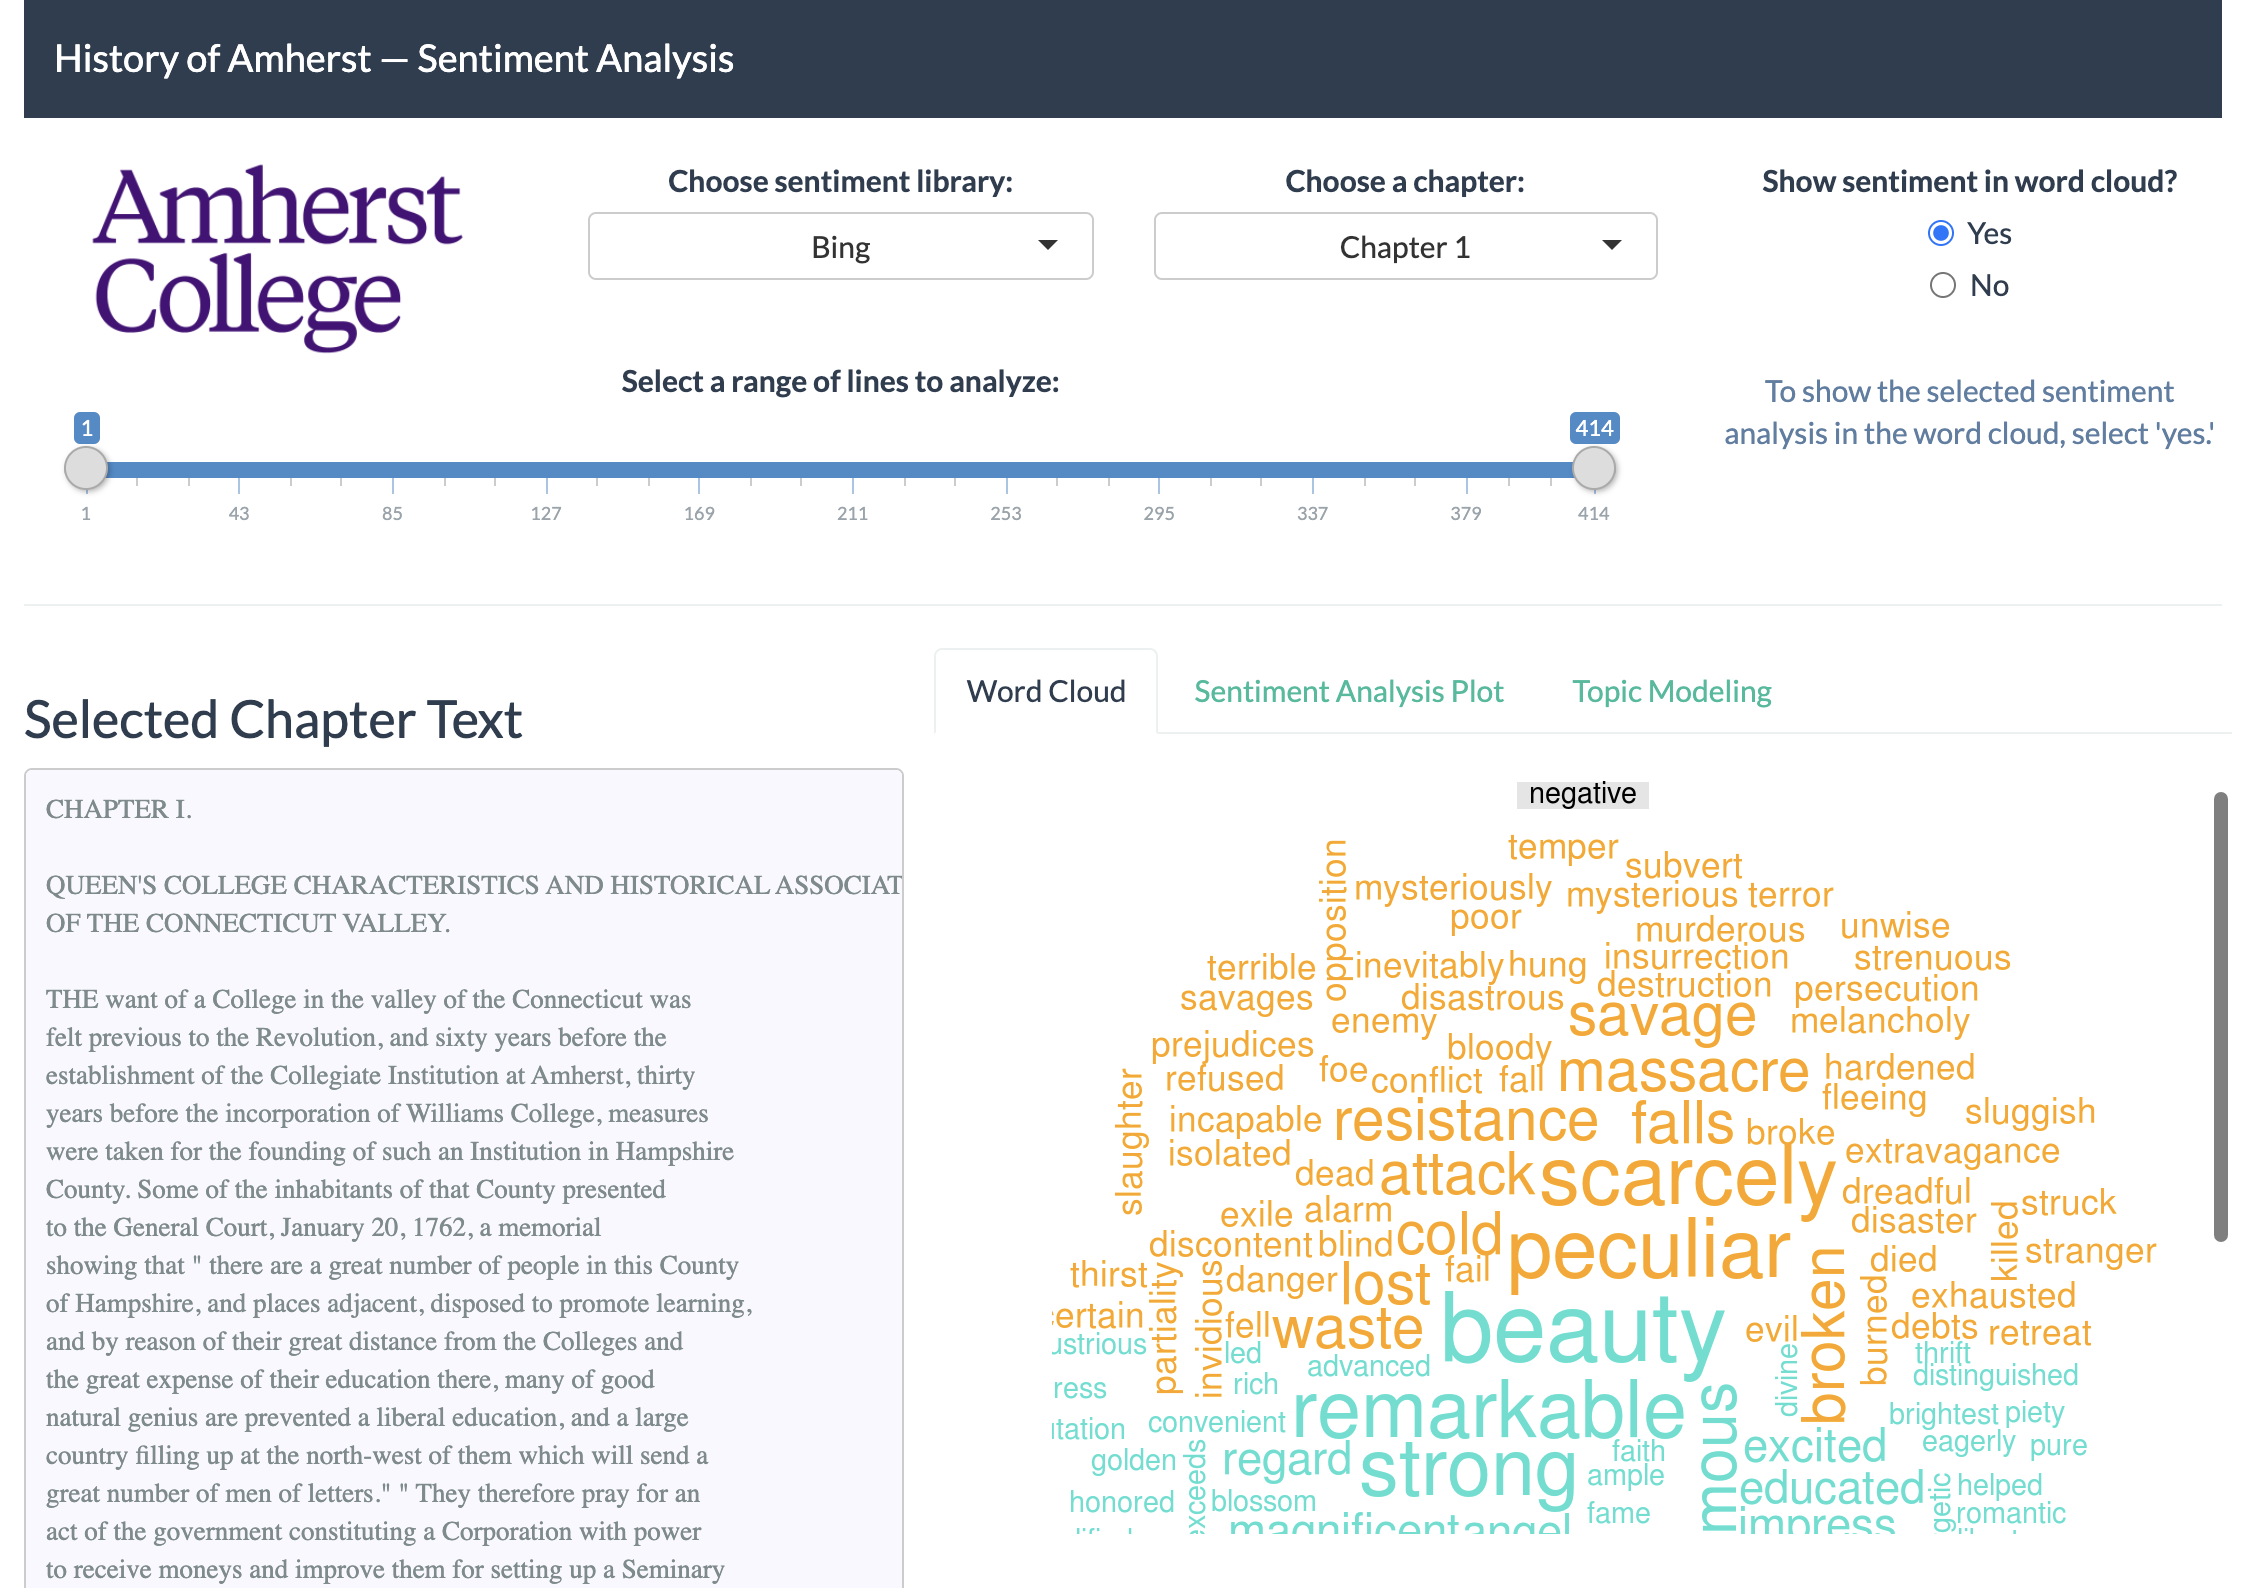 History of Amherst — Sentiment Analysis
Amherst
College
Choose sentiment library:
Bing
Choose a chapter:
Chapter 1
Show sentiment in word cloud?
Yes
No
To show the selected sentiment
analysis in the word cloud, select 'yes.'
Select a range of lines to analyze:
1
414
1 43 85 127 169 211 253 295 337 379 414
Selected Chapter Text
CHAPTER I.
QUEEN'S COLLEGE CHARACTERISTICS AND HISTORICAL ASSOCIAT
OF THE CONNECTICUT VALLEY.
THE want of a College in the valley of the Connecticut was
felt previous to the Revolution, and sixty years before the
establishment of the Collegiate Institution at Amherst, thirty
years before the incorporation of Williams College, measures
were taken for the founding of such an Institution in Hampshire
County. Some of the inhabitants of that County presented
to the General Court, January 20, 1762, a memorial
showing that " there are a great number of people in this County
of Hampshire, and places adjacent, disposed to promote learning,
and by reason of their great distance from the Colleges and
the great expense of their education there, many of good
natural genius are prevented a liberal education, and a large
country filling up at the north-west of them which will send a
great number of men of letters." " They therefore pray for an
act of the government constituting a Corporation with power
to receive moneys and improve them for setting up a Seminary
Word Cloud
Sentiment Analysis Plot
Topic Modeling
negative
temper
subvert
opposition
mysteriously
mysterious
terror
poor
murderous
unwise
terrible
inevitably
hung
insurrection
strenuous
savages
disastrous
destruction
persecution
enemy
savage
melancholy
prejudices
bloody
refused
foe
conflict
fall
massacre
hardened
fleeing
slaughter
incapable
resistance
falls
broke
sluggish
isolated
dead
attack
scarcely
extravagance
dreadful
exile
alarm
cold
peculiar
disaster
killed
struck
discontent
blind
died
stranger
thirst
partiality
invidious
danger
lost
fail
broken
burned
exhausted
ertain
fell
waste
beauty
evil
debts
retreat
ustrious
led
advanced
divine
thrift
ress
rich
distinguished
tation
convenient
remarkable
mous
brightest
piety
golden
exceeds
regard
strong
faith
excited
eagerly
pure
honored
blossom
ample
educated
getic
helped
magnificent
angel
fame
impress
romantic